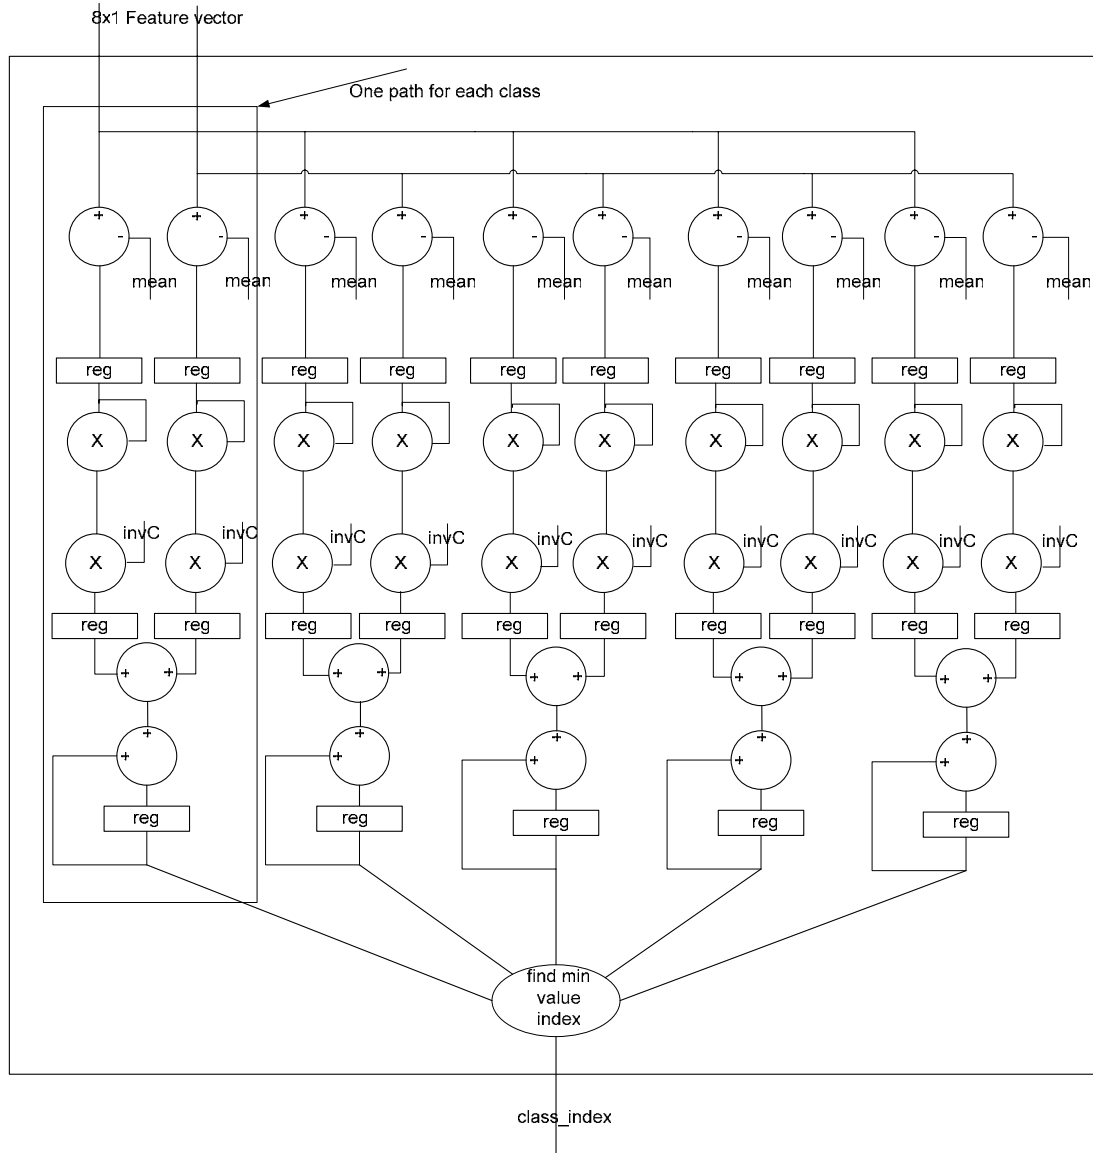 8x1 Feature vector
One path for each class
+ + + + + + + + + +
- - - - - - - - - -
mean mean mean mean mean mean mean mean mean mean
reg reg reg reg reg reg reg reg reg reg
X X X X X X X X X X
invC invC invC invC invC invC invC invC invC invC
X X X X X X X X X X
reg reg reg reg reg reg reg reg reg reg
+ + + + + + + + + +
+ + + + +
+ + + + +
reg reg reg reg reg
find min
value
index
class_index